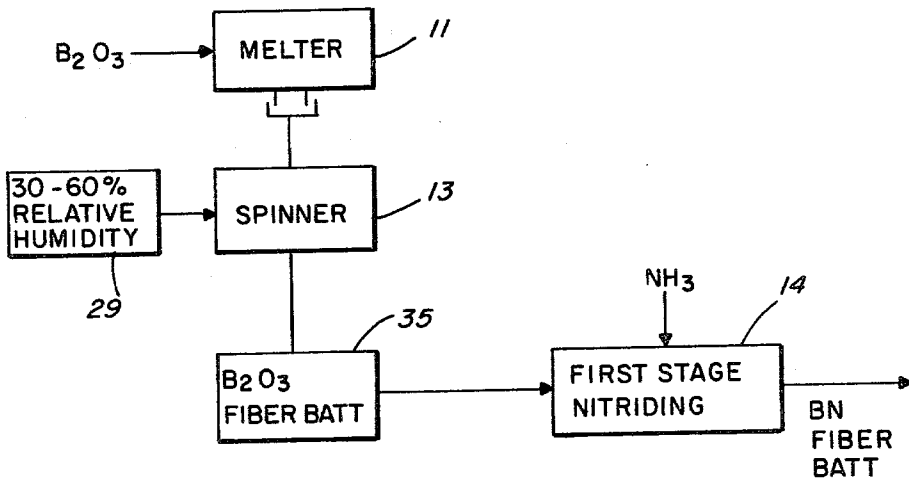 B2O3
MELTER
11
30-60%
RELATIVE
HUMIDITY
29
SPINNER
13
B2O3
FIBER BATT
35
NH3
FIRST STAGE
NITRIDING
14
BN
FIBER
BATT